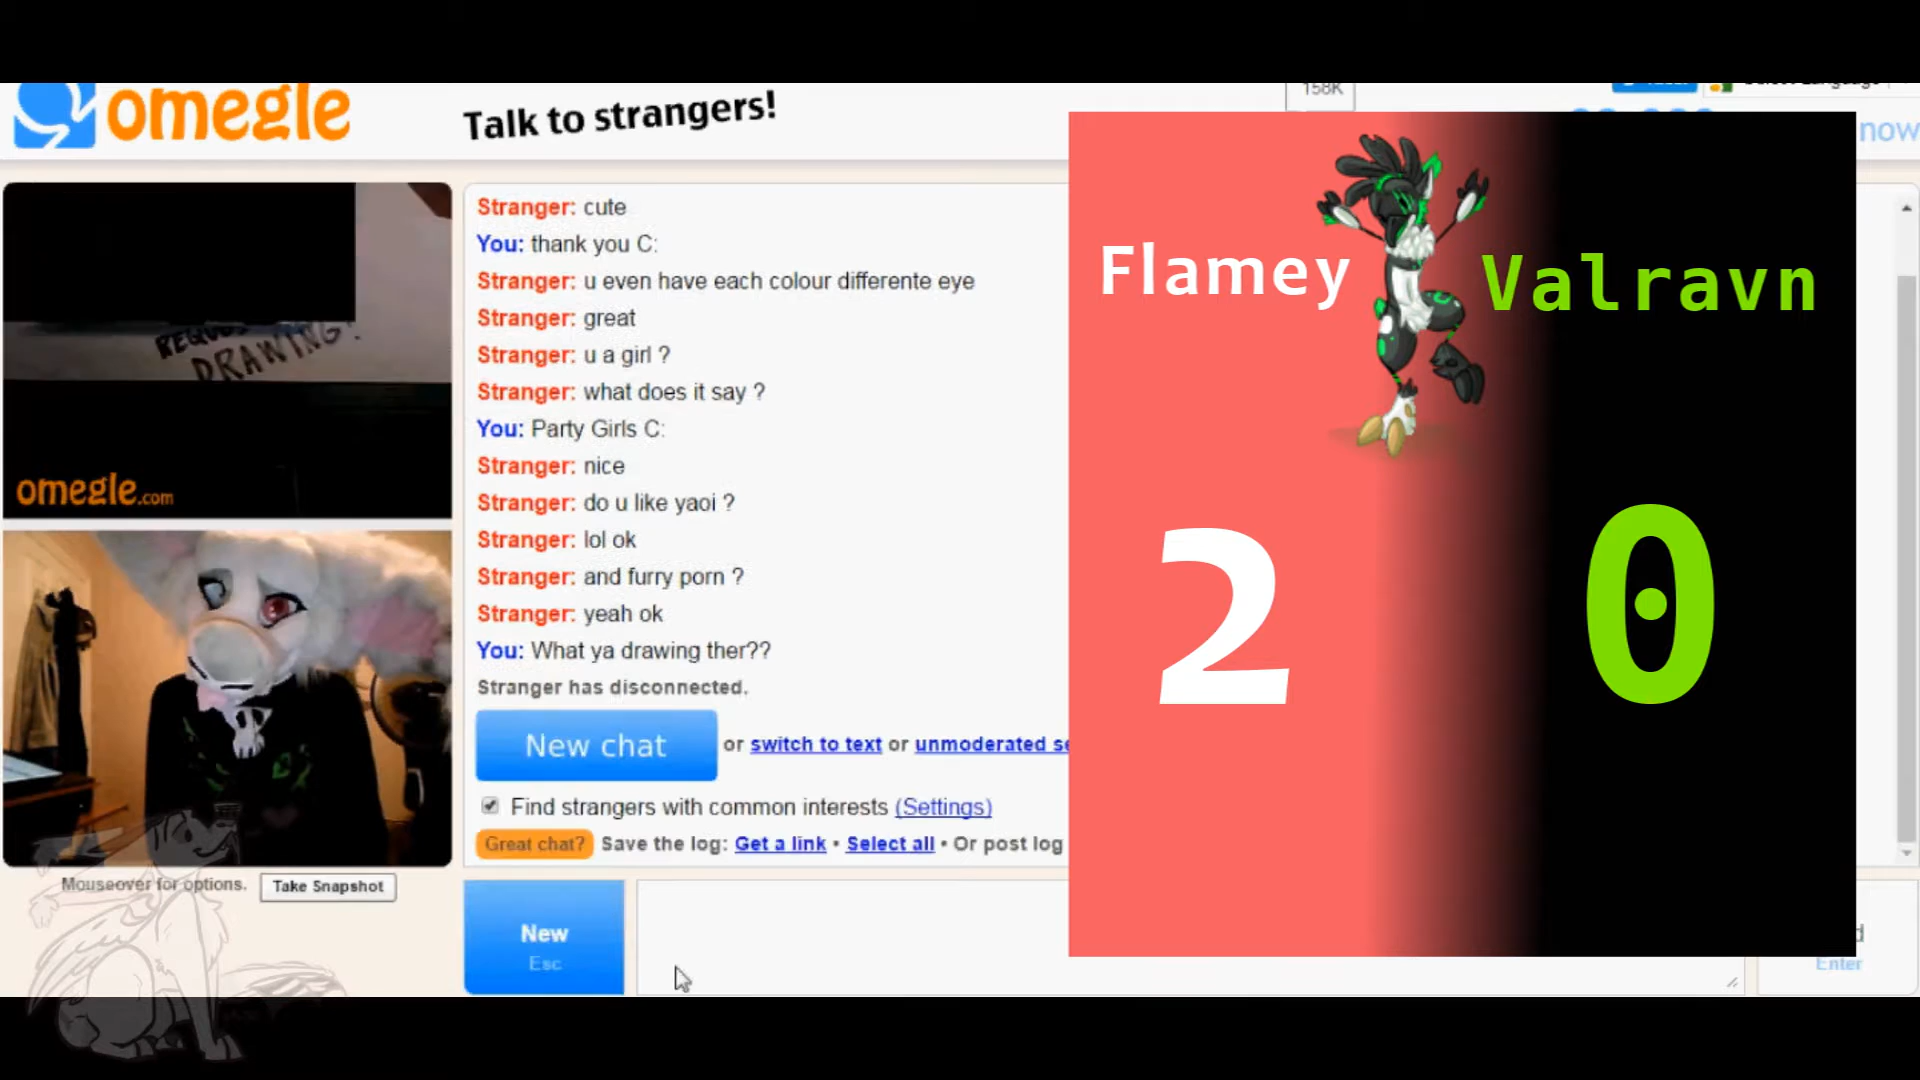 omegle
Talk to strangers!
158K
now
REQU
DRAWING!
omegle.com
Stranger: cute
You: thank you C:
Stranger: u even have each colour differente eye
Stranger: great
Stranger: u a girl ?
Stranger: what does it say ?
You: Party Girls C:
Stranger: nice
Stranger: do u like yaoi ?
Stranger: lol ok
Stranger: and furry porn ?
Stranger: yeah ok
You: What ya drawing ther??
Stranger has disconnected.
New chat or switch to text or unmoderated se
Find strangers with common interests (Settings)
Great chat? Save the log: Get a link • Select all • Or post log
Mouseover for options. Take Snapshot
New
Esc
d
Enter
Flamey
Valravn
2
0